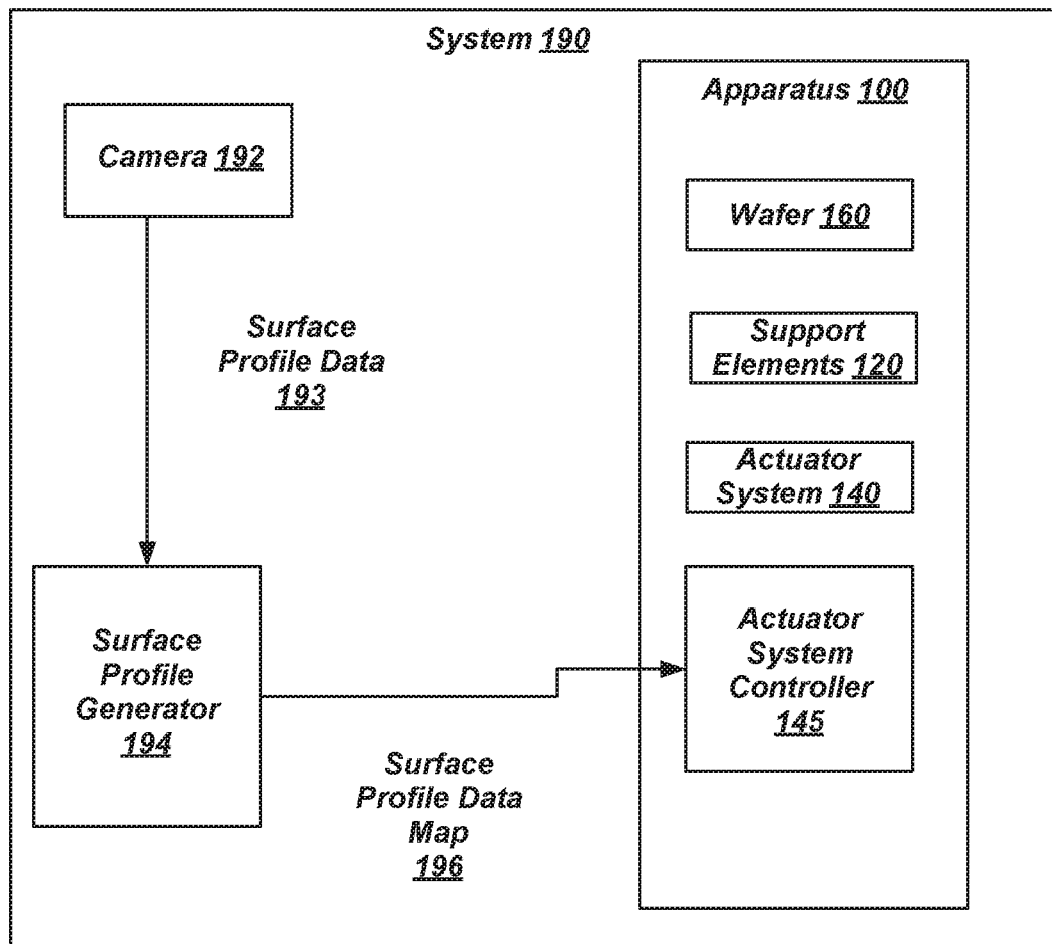 System 190
Apparatus 100
Camera 192
Wafer 160
Surface
Profile Data
193
Support
Elements 120
Actuator
System 140
Surface
Profile
Generator
194
Actuator
System
Controller
145
Surface
Profile Data
Map
196